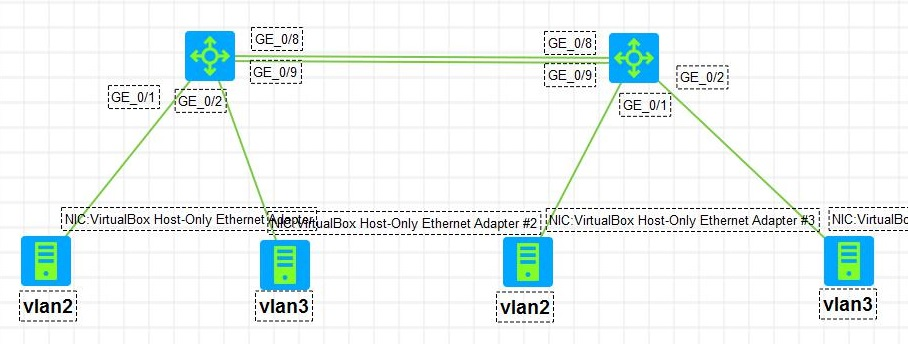 GE_0/8
GE_0/8
GE_0/9
GE_0/9
GE_0/2
GE_0/1
GE_0/2
GE_0/1
NIC:VirtualBox Host-Only Ethernet Adapter
NIC:VirtualBox Host-Only Ethernet Adapter #2
NIC:VirtualBox Host-Only Ethernet Adapter #3
NIC:VirtualBo
vlan2
vlan3
vlan2
vlan3